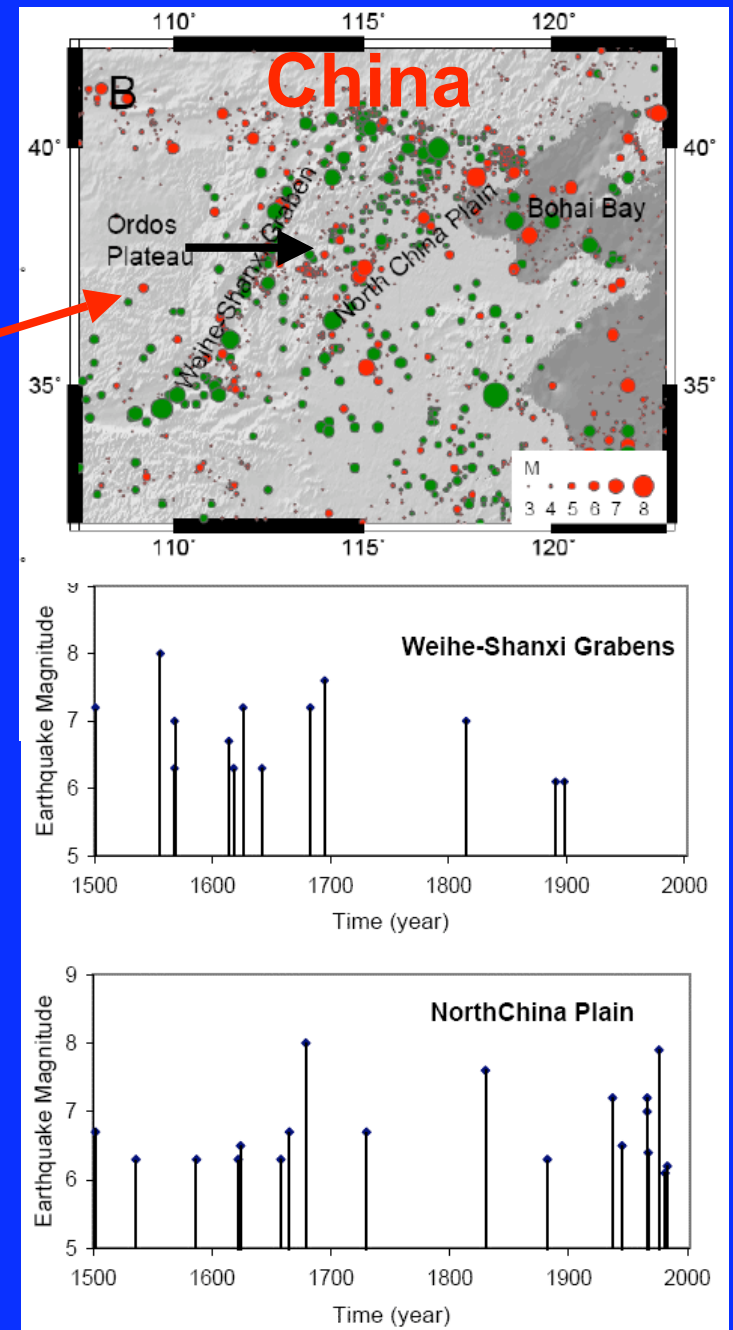 110° 115° 120°
B
China
40° 40°
Ordos
Plateau
Weihe-Shanxi Graben
North China Plain
Bohai Bay
35° 35°
M
3 4 5 6 7 8
110° 115° 120°
Weihe-Shanxi Grabens
Earthquake Magnitude
9
8
7
6
5
1500 1600 1700 1800 1900 2000
Time (year)
NorthChina Plain
Earthquake Magnitude
9
8
7
6
5
1500 1600 1700 1800 1900 2000
Time (year)